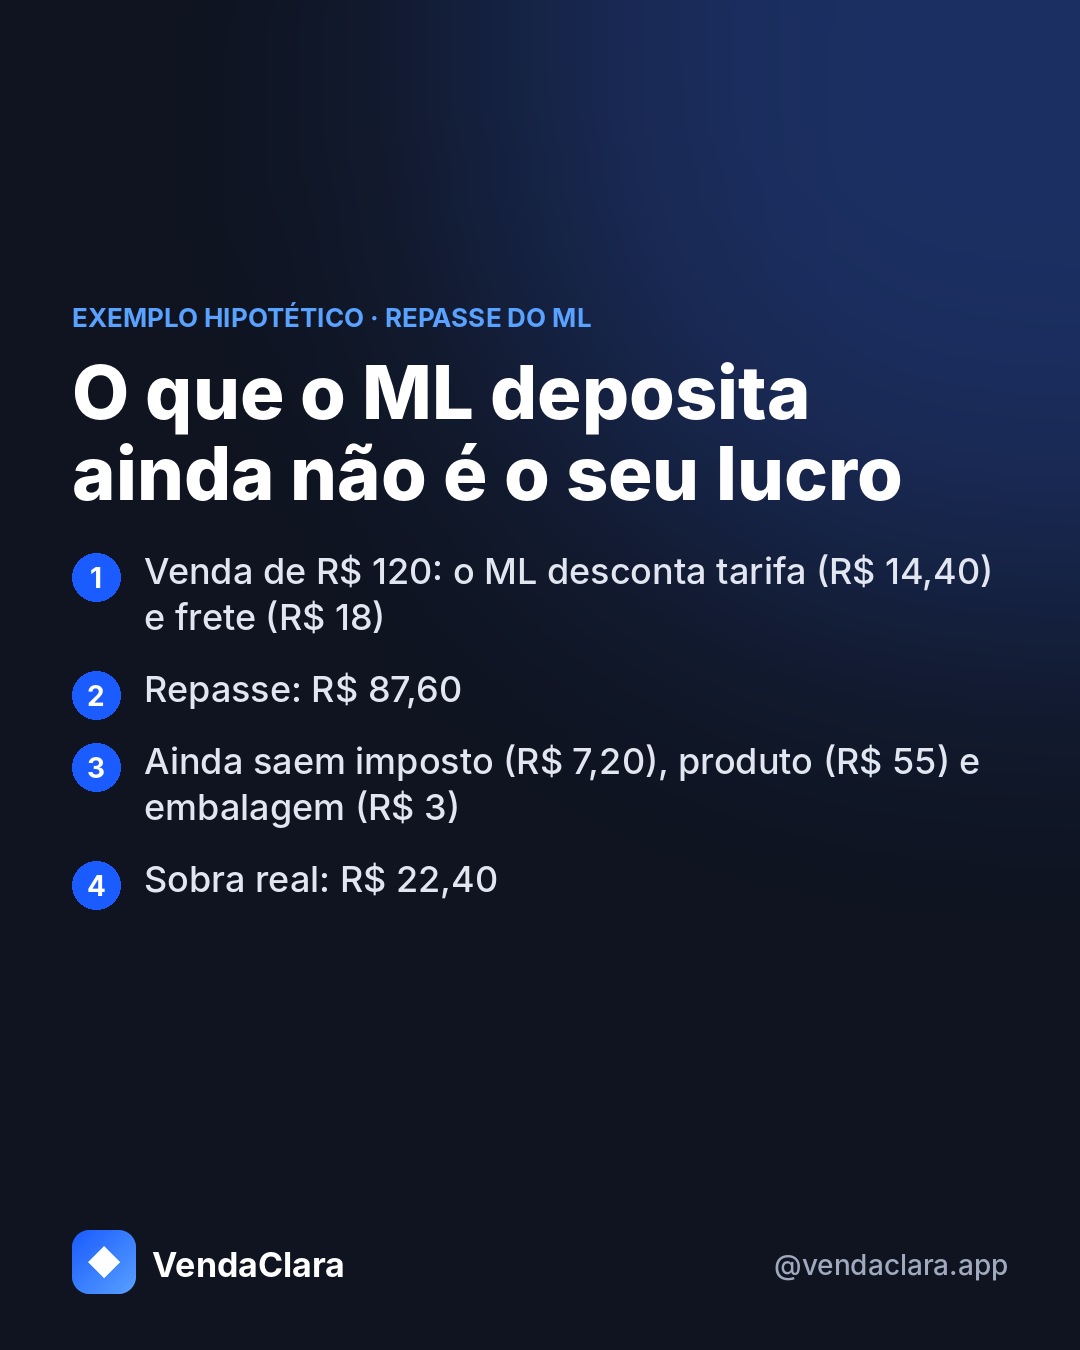 EXEMPLO HIPOTÉTICO · REPASSE DO ML
O que o ML deposita
ainda não é o seu lucro
1 Venda de R$ 120: o ML desconta tarifa (R$ 14,40)
e frete (R$ 18)
2 Repasse: R$ 87,60
3 Ainda saem imposto (R$ 7,20), produto (R$ 55) e
embalagem (R$ 3)
4 Sobra real: R$ 22,40
VendaClara
@vendaclara.app